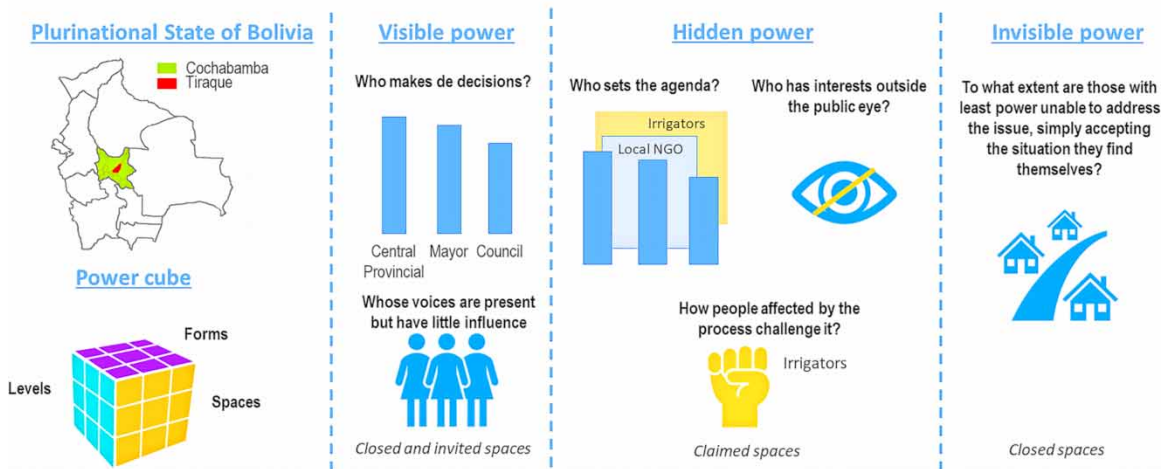 Plurinational State of Bolivia
Cochabamba
Tiraque
Power cube
Forms
Levels
Spaces
Visible power
Who makes de decisions?
Central
Provincial
Mayor
Council
Whose voices are present
but have little influence
Closed and invited spaces
Hidden power
Who sets the agenda?
Irrigators
Local NGO
Who has interests outside
the public eye?
How people affected by the
process challenge it?
Irrigators
Claimed spaces
Invisible power
To what extent are those with
least power unable to address
the issue, simply accepting
the situation they find
themselves?
Closed spaces